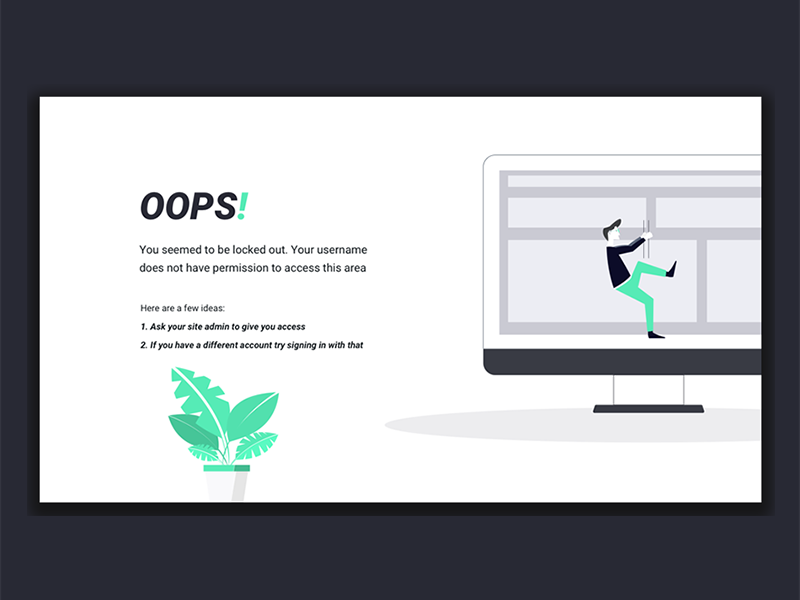 OOPS!
You seemed to be locked out. Your username
does not have permission to access this area
Here are a few ideas:
1. Ask your site admin to give you access
2. If you have a different account try signing in with that